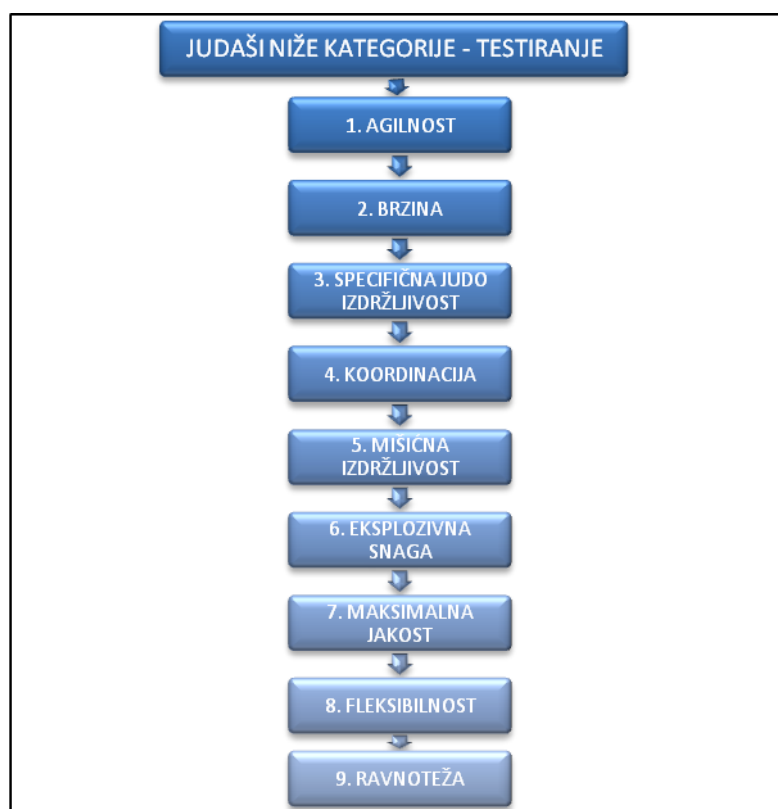 JUDAŠI NIŽE KATEGORIJE - TESTIRANJE
1. AGILNOST
2. BRZINA
3. SPECIFIČNA JUDO
IZDRŽLJIVOST
4. KOORDINACIJA
5. MIŠIĆNA
IZDRŽLJIVOST
6. EKSPLOZIVNA
SNAGA
7. MAKSIMALNA
JAKOST
8. FLEKSIBILNOST
9. RAVNOTEŽA